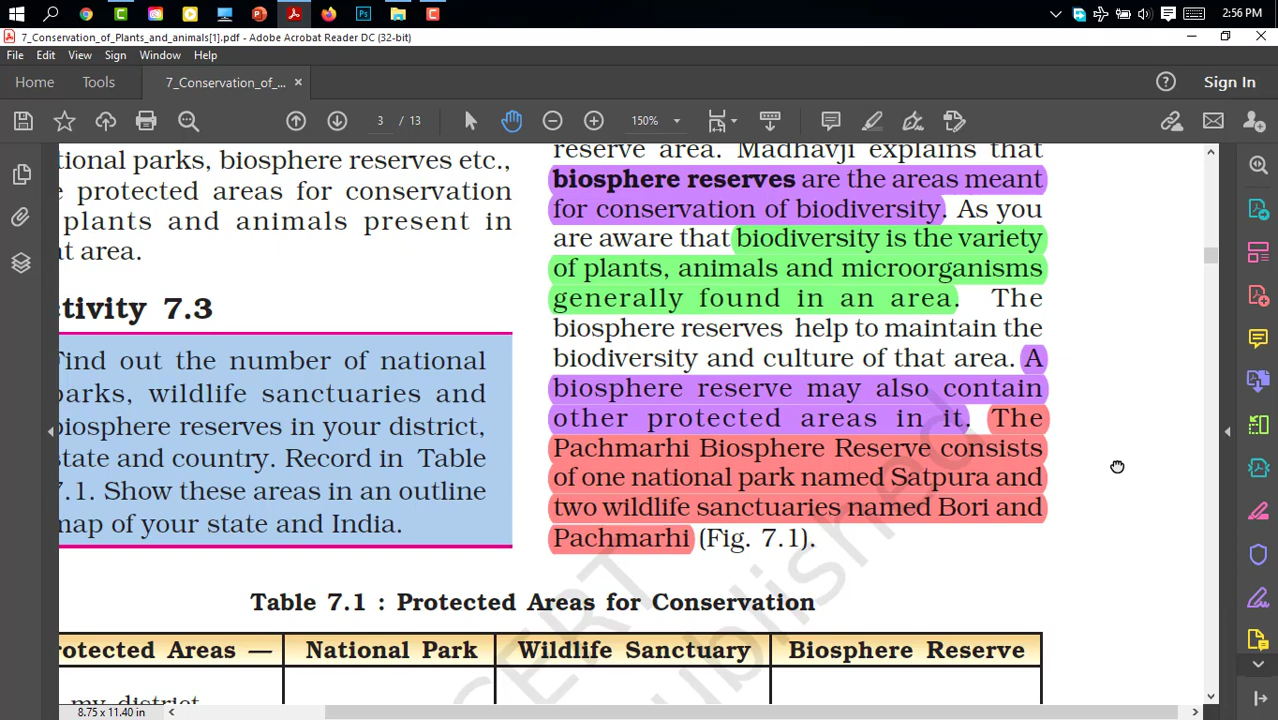 2:56 PM
7_Conservation_of_Plants_and_animals[1].pdf - Adobe Acrobat Reader DC (32-bit)
File Edit View Sign Window Help
Home Tools 7_Conservation_of_... ×
Sign In
3 / 13
150%
tional parks, biosphere reserves etc.,
e protected areas for conservation
plants and animals present in
at area.
ctivity 7.3
Find out the number of national
parks, wildlife sanctuaries and
biosphere reserves in your district,
state and country. Record in Table
7.1. Show these areas in an outline
map of your state and India.
reserve area. Madhavji explains that
biosphere reserves are the areas meant
for conservation of biodiversity. As you
are aware that biodiversity is the variety
of plants, animals and microorganisms
generally found in an area. The
biosphere reserves help to maintain the
biodiversity and culture of that area. A
biosphere reserve may also contain
other protected areas in it. The
Pachmarhi Biosphere Reserve consists
of one national park named Satpura and
two wildlife sanctuaries named Bori and
Pachmarhi (Fig. 7.1).
Table 7.1 : Protected Areas for Conservation
rotected Areas — National Park Wildlife Sanctuary Biosphere Reserve
my district
8.75 x 11.40 in